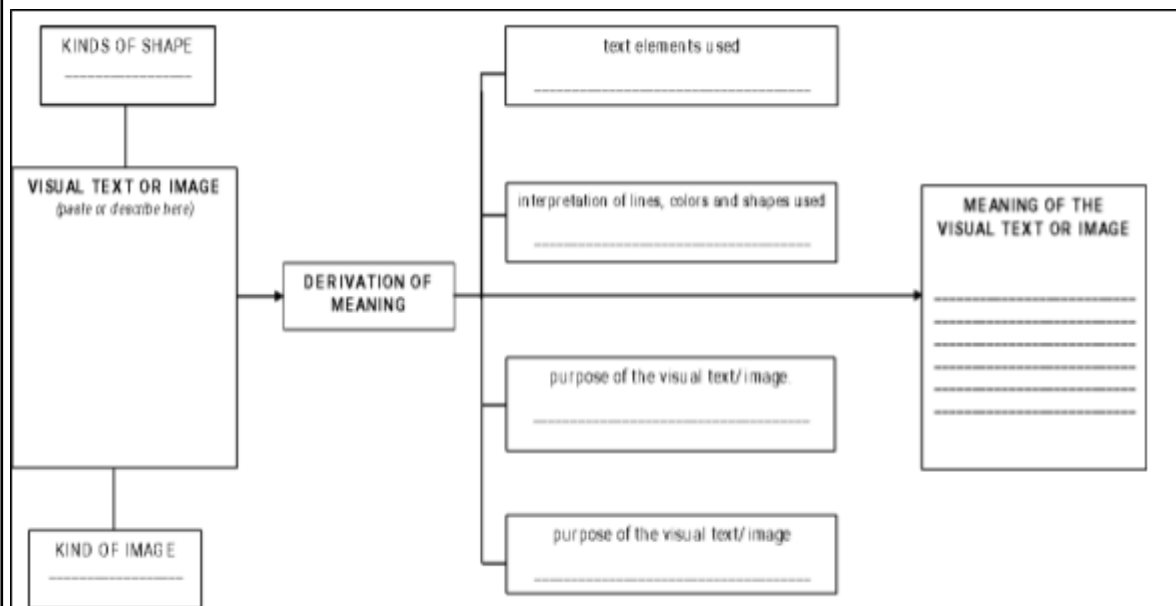 KINDS OF SHAPE
VISUAL TEXT OR IMAGE
(paste or describe here)
KIND OF IMAGE
DERIVATION OF
MEANING
text elements used
interpretation of lines, colors and shapes used
purpose of the visual text/image.
purpose of the visual text/image
MEANING OF THE
VISUAL TEXT OR IMAGE